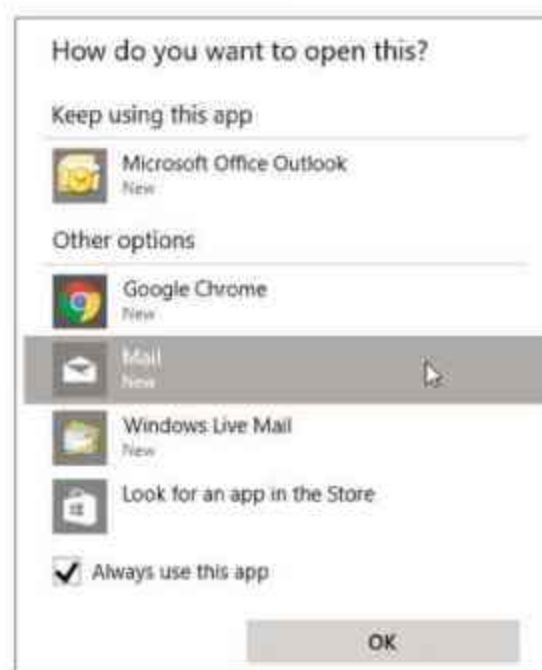 How do you want to open this?
Keep using this app
Microsoft Office Outlook
New
Other options
Google Chrome
New
Mail
New
Windows Live Mail
New
Look for an app in the Store
Always use this app
OK